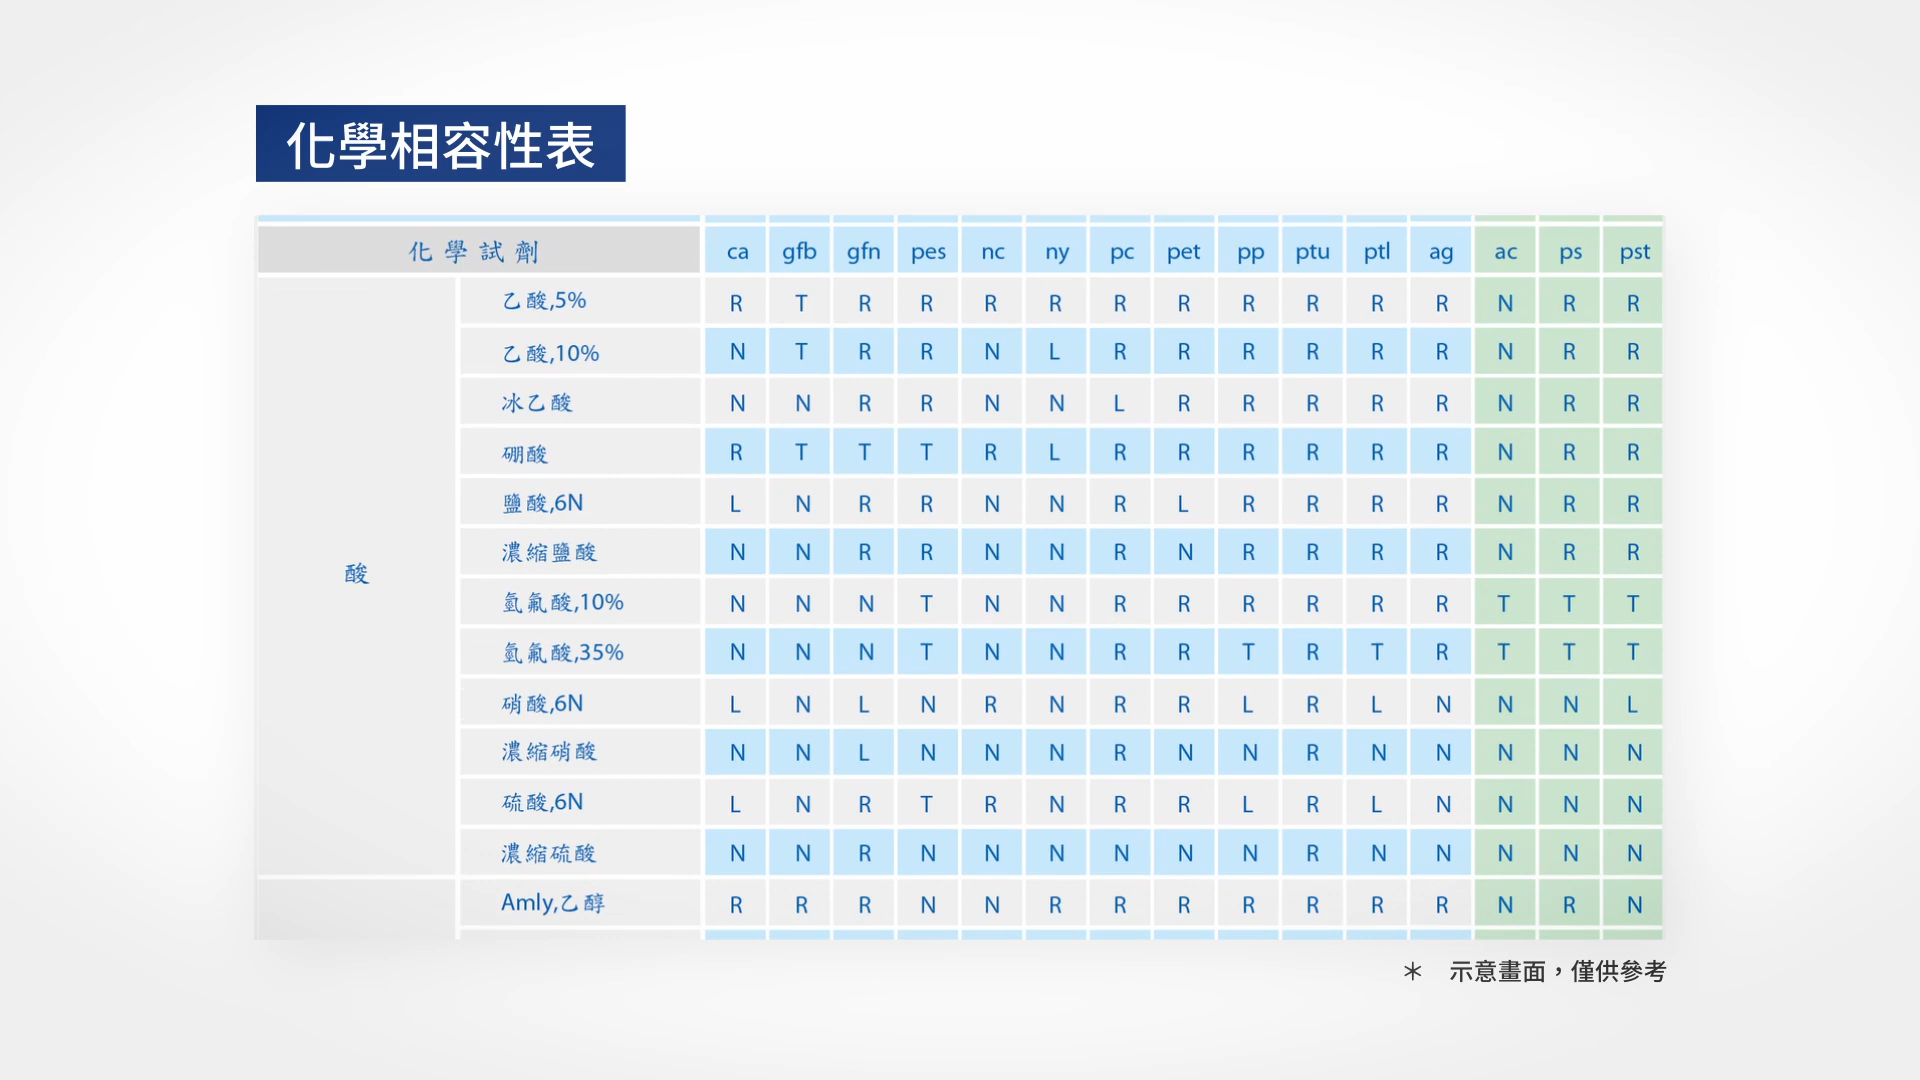 化學相容性表
化學試劑 ca gfb gfn pes nc ny pc pet pp ptu ptl ag ac ps pst
乙酸,5% R T R R R R R R R R R R N R R
乙酸,10% N T R R N L R R R R R R N R R
冰乙酸 N N R R N N L R R R R R N R R
硼酸 R T T T R L R R R R R R N R R
鹽酸,6N L N R R N N R L R R R R N R R
濃縮鹽酸 N N R R N N R N R R R R N R R
酸 氫氟酸,10% N N N T N N R R R R R R T T T
氫氟酸,35% N N N T N N R R T R T R T T T
硝酸,6N L N L N R N R R L R L N N N L
濃縮硝酸 N N L N N N R N N R N N N N N
硫酸,6N L N R T R N R R L R L N N N N
濃縮硫酸 N N R N N N N N N R N N N N N
Amly,乙醇 R R R N N R R R R R R R N R N
＊ 示意畫面，僅供參考